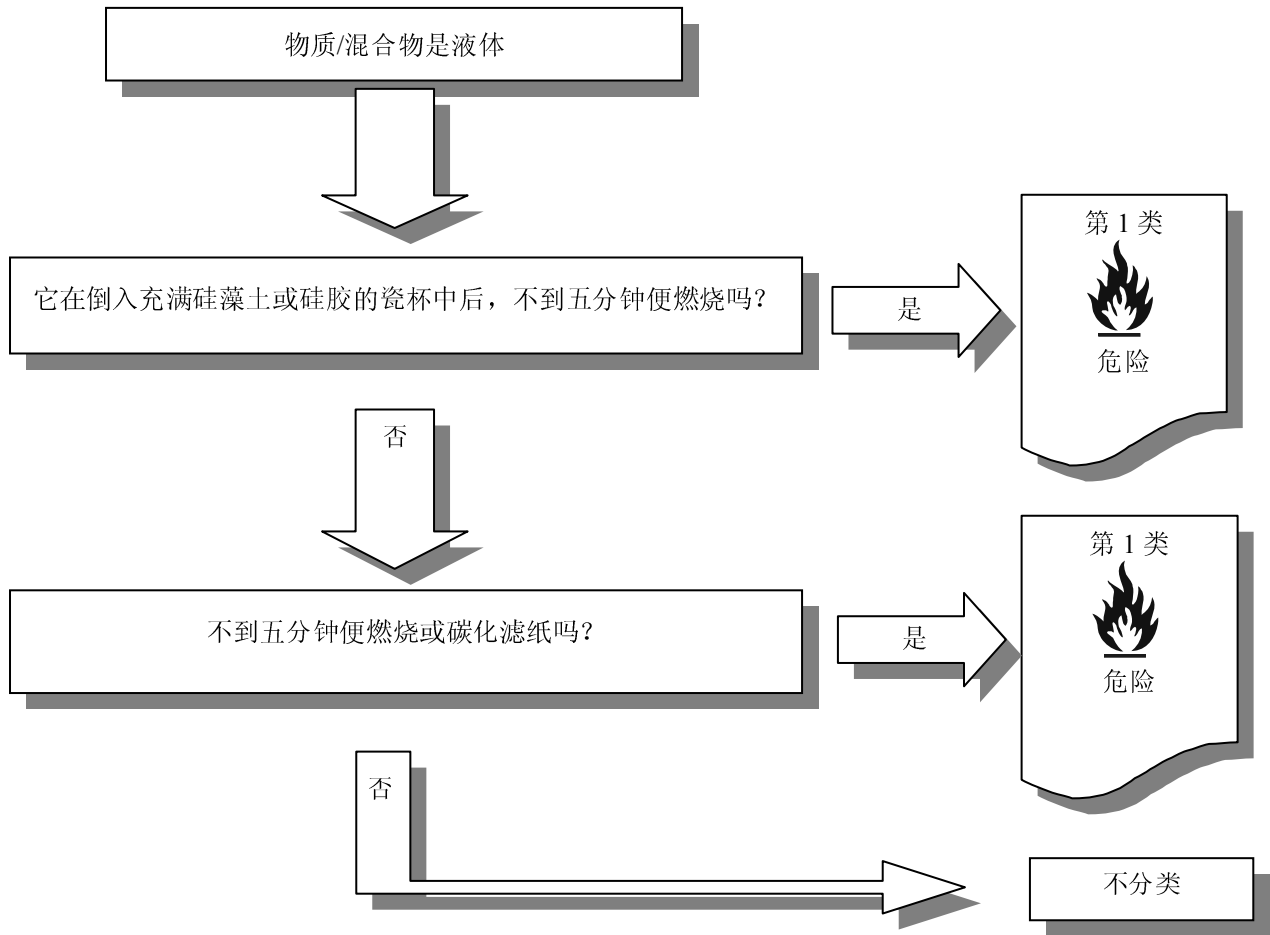 物质/混合物是液体
它在倒入充满硅藻土或硅胶的瓷杯中后，不到五分钟便燃烧吗？
是
第 1 类
危险
否
不到五分钟便燃烧或碳化滤纸吗？
是
第 1 类
危险
否
不分类